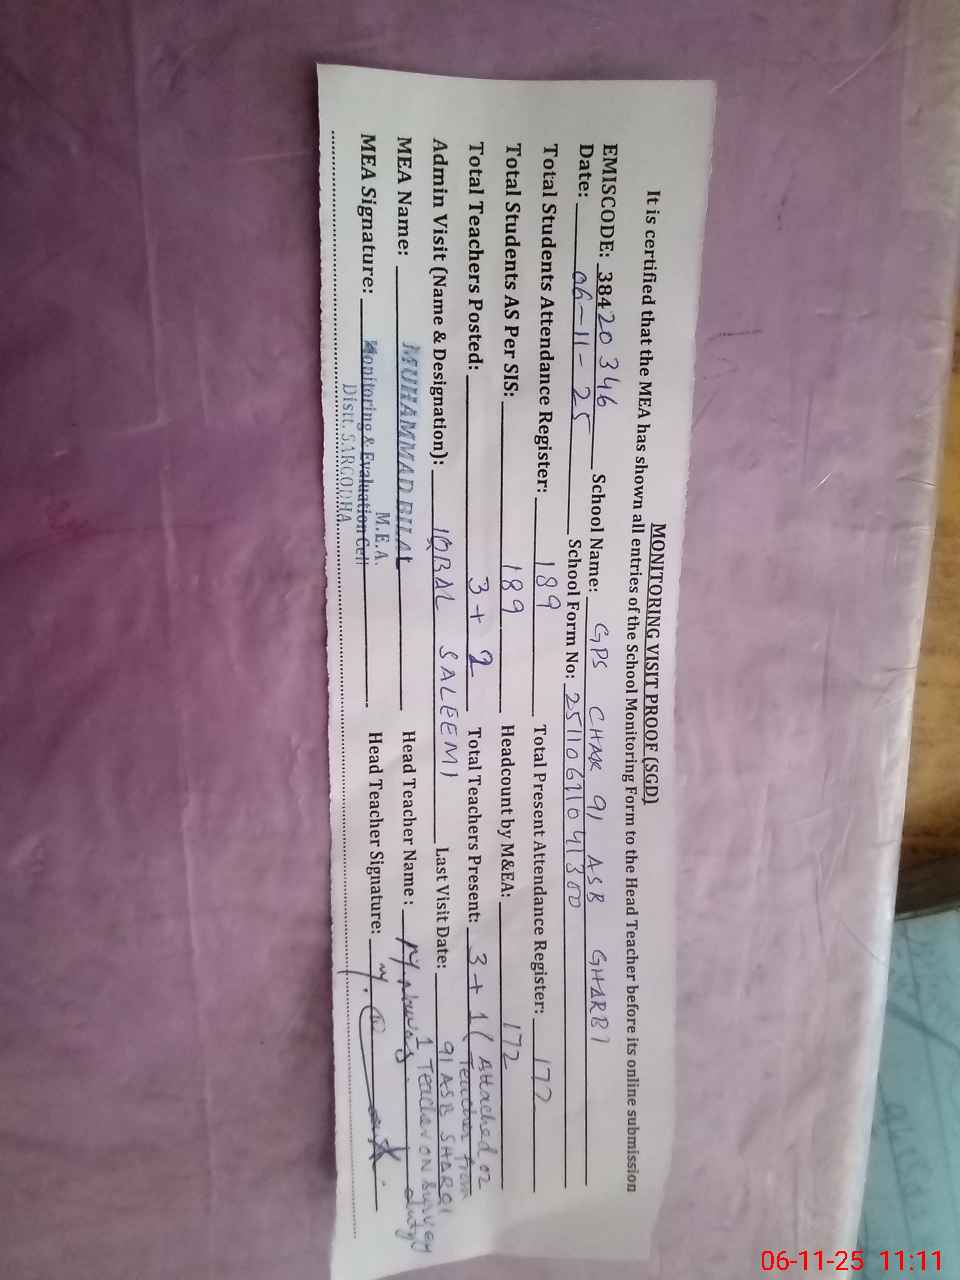 MONITORING VISIT PROOF (SGD)
It is certified that the MEA has shown all entries of the School Monitoring Form to the Head Teacher before its online submission
EMISCODE: 38420346 School Name: GPS CHAK 91 ASB GHARBI
Date: 06-11-25 School Form No:
Total Students Attendance Register: 189 Total Present Attendance Register: 172
Total Students AS Per SIS: 189 Headcount by M&EA: 172
Total Teachers Posted: 3+2 Total Teachers Present: 3+1 (Attached 02
Teacher from
Admin Visit (Name & Designation): IQBAL SALEEMI Last Visit Date: 91 ASB SHARQI
1 Teacher ON Survey
duty
MEA Name: MUHAMMAD BILAL Head Teacher Name:
M.E.A.
MEA Signature: Monitoring & Evaluation Cell Head Teacher Signature:
Distt. SARGODHA
06-11-25 11:11